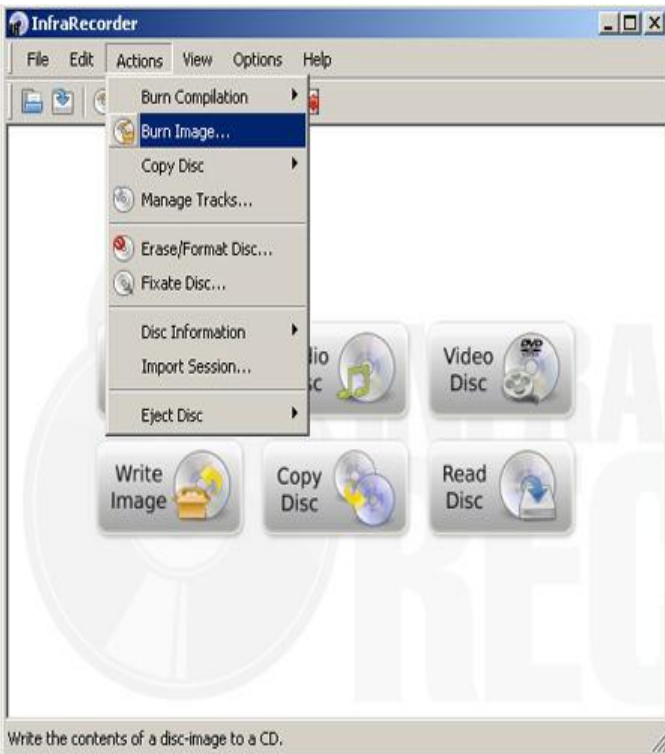 InfraRecorder
File Edit Actions View Options Help
Burn Compilation
Burn Image...
Copy Disc
Manage Tracks...
Erase/Format Disc...
Fixate Disc...
Disc Information
Import Session...
Eject Disc
Video
Disc
Write
Image
Copy
Disc
Read
Disc
Write the contents of a disc-image to a CD.